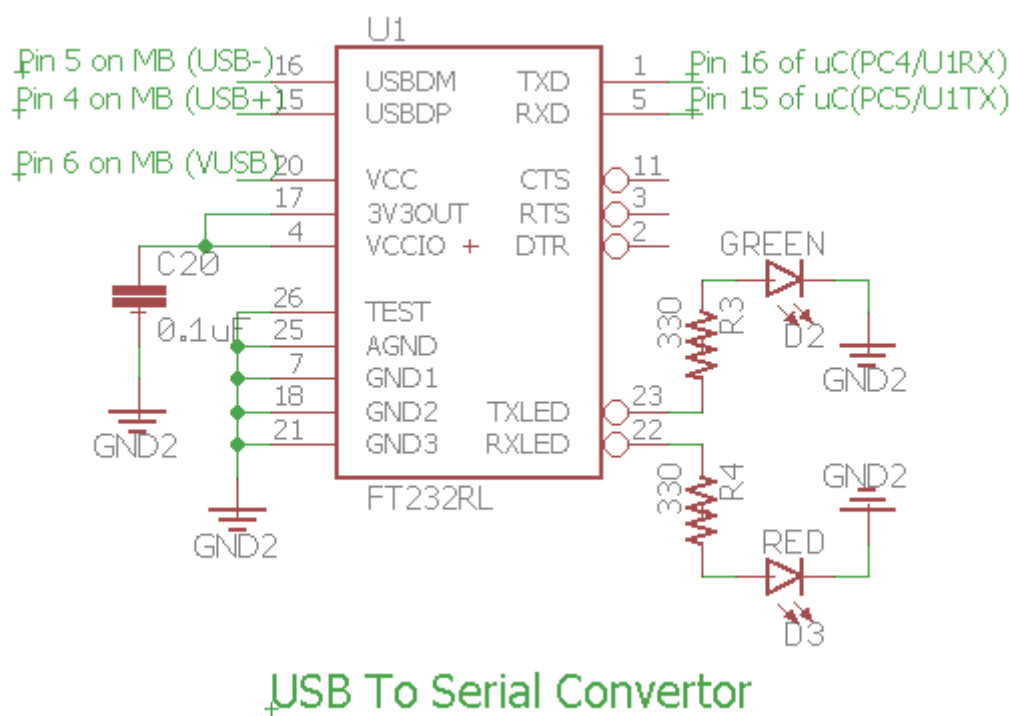 U1
Pin 5 on MB (USB-) 16 USBDM TXD 1 Pin 16 of uC(PC4/U1RX)
Pin 4 on MB (USB+) 15 USBDP RXD 5 Pin 15 of uC(PC5/U1TX)
Pin 6 on MB (VUSB) 20 VCC CTS 11
17 3V3OUT RTS 3
4 VCCIO DTR 2
GREEN
C20
26 TEST
0.1uF 25 AGND
330 R3 D2
7 GND1 GND2
18 GND2 TXLED 23
GND2 21 GND3 RXLED 22
330 R4 GND2
FT232RL
GND2 RED
D3
USB To Serial Convertor